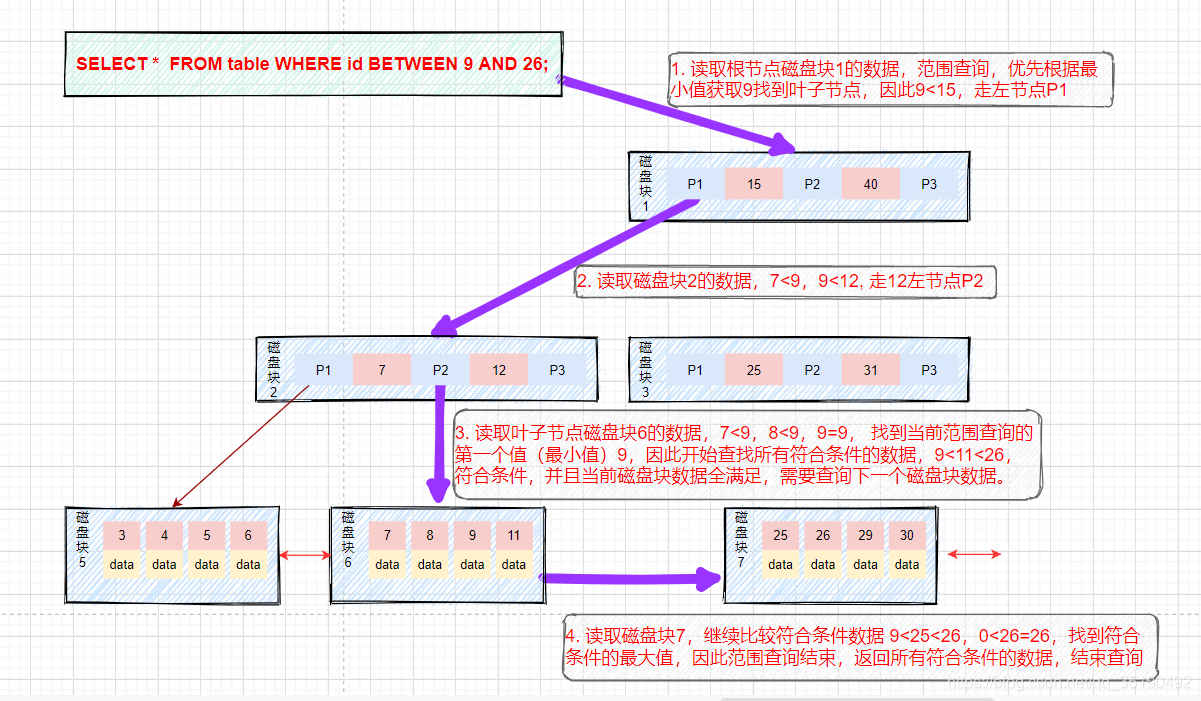 SELECT * FROM table WHERE id BETWEEN 9 AND 26;
1. 读取根节点磁盘块1的数据，范围查询，优先根据最
小值获取9找到叶子节点，因此9<15，走左节点P1
磁盘块1
P1 15 P2 40 P3
2. 读取磁盘块2的数据，7<9，9<12, 走12左节点P2
磁盘块2
P1 7 P2 12 P3
磁盘块3
P1 25 P2 31 P3
3. 读取叶子节点磁盘块6的数据，7<9，8<9，9=9， 找到当前范围查询的
第一个值（最小值）9，因此开始查找所有符合条件的数据，9<11<26，
符合条件，并且当前磁盘块数据全满足，需要查询下一个磁盘块数据。
磁盘块5
3 4 5 6
data data data data
磁盘块6
7 8 9 11
data data data data
磁盘块7
25 26 29 30
data data data data
4. 读取磁盘块7，继续比较符合条件数据 9<25<26，0<26=26，找到符合
条件的最大值，因此范围查询结束，返回所有符合条件的数据，结束查询